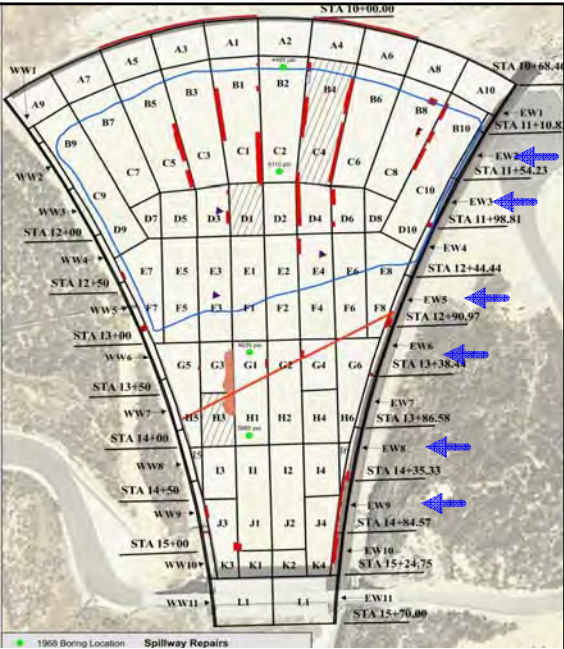 STA 10+00.00
A1 A2 A4
A3 A6
A5 A8
A7 A10
A9
WW1
STA 10+68.46
4485 psi
B1 B2 B4
B3 B6
B5 B8
B7 B10
B9
EW1
STA 11+10.8
EW2
STA 11+54.23
WW2
C1 C2 C4
C3 C6
C5 C8
C7 C10
C9
WW3
EW3
STA 11+98.81
STA 12+00
D9 D7 D5 D3 D1 D2 D4 D6 D8 D10
EW4
STA 12+44.44
WW4
E7 E5 E3 E1 E2 E4 E6 E8
STA 12+50
EW5
STA 12+90.97
WW5
F7 F5 F3 F1 F2 F4 F6 F8
STA 13+00
EW6
STA 13+38.44
WW6
G5 G3 G1 G2 G4 G6
STA 13+50
EW7
STA 13+86.58
WW7
H5 H3 H1 H2 H4 H6
STA 14+00
EW8
STA 14+35.33
WW8
15 16
I3 I1 I2 I4
STA 14+50
EW9
STA 14+84.57
WW9
J3 J1 J2 J4
STA 15+00
EW10
STA 15+24.75
WW10
K3 K1 K2 K4
WW11
L1 L1
EW11
STA 15+70.00
1968 Boring Location Spillway Repairs